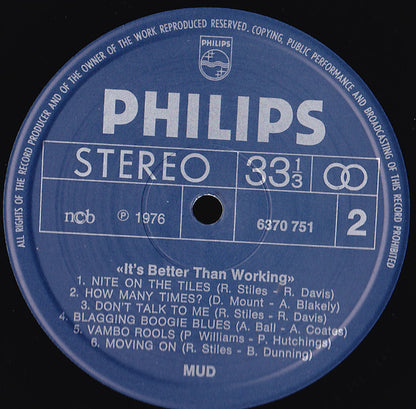 ALL RIGHTS OF THE RECORD PRODUCER AND OF THE OWNER OF THE WORK REPRODUCED RESERVED. COPYING, PUBLIC PERFORMANCE AND BROADCASTING OF THIS RECORD PROHIBITED
PHILIPS
PHILIPS
STEREO 33 1/3
ncb ℗ 1976 6370 751 2
«It's Better Than Working»
1. NITE ON THE TILES (R. Stiles - R. Davis)
2. HOW MANY TIMES? (D. Mount - A. Blakely)
3. DON'T TALK TO ME (R. Stiles - R. Davis)
4. BLAGGING BOOGIE BLUES (A. Ball - A. Coates)
5. VAMBO ROOLS (P Williams - P. Hutchings)
6. MOVING ON (R. Stiles - B. Dunning)
MUD